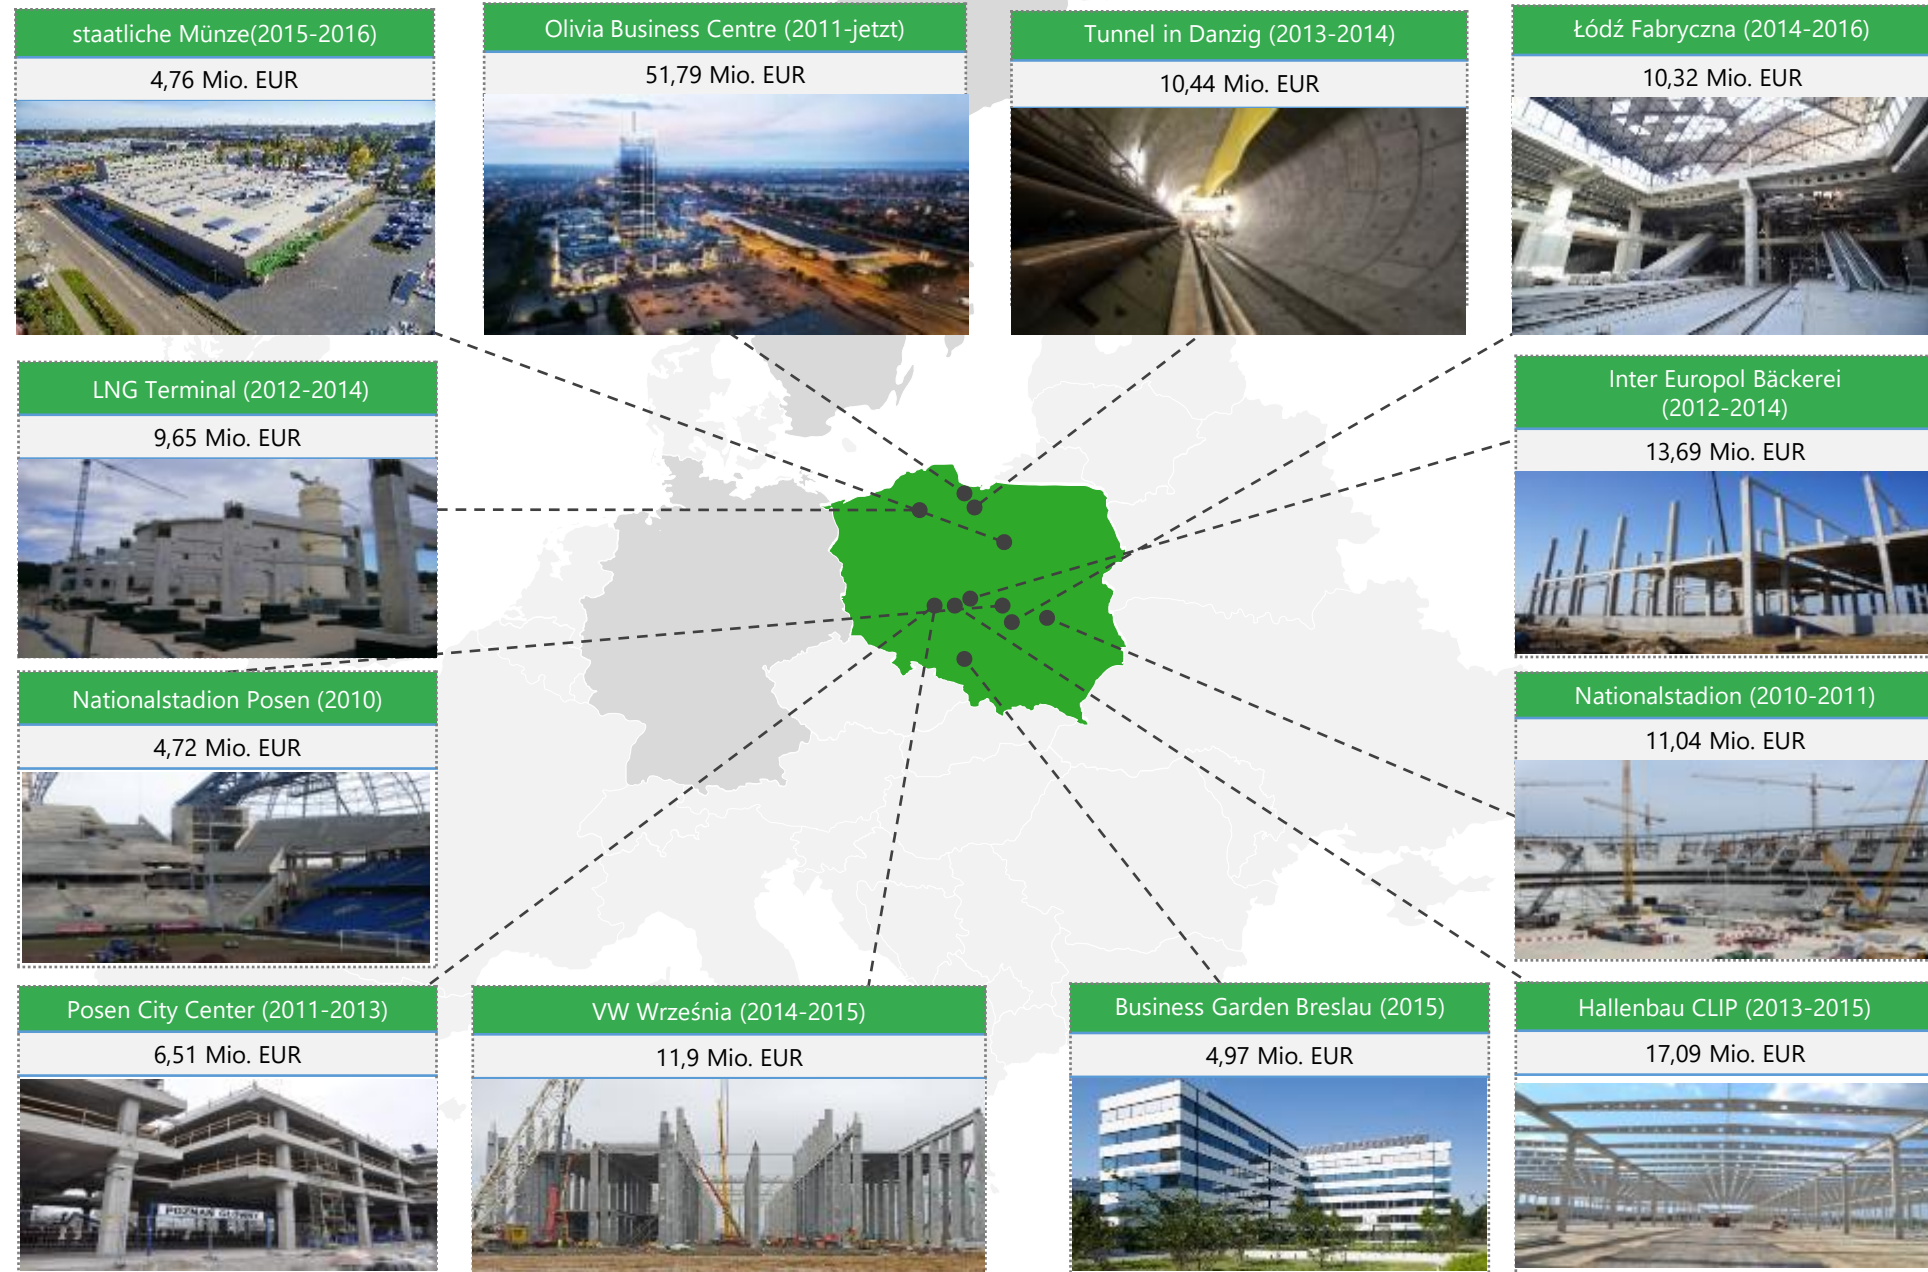 staatliche Münze(2015-2016)
4,76 Mio. EUR
Olivia Business Centre (2011-jetzt)
51,79 Mio. EUR
Tunnel in Danzig (2013-2014)
10,44 Mio. EUR
Łódź Fabryczna (2014-2016)
10,32 Mio. EUR
LNG Terminal (2012-2014)
9,65 Mio. EUR
Inter Europol Bäckerei
(2012-2014)
13,69 Mio. EUR
Nationalstadion Posen (2010)
4,72 Mio. EUR
Nationalstadion (2010-2011)
11,04 Mio. EUR
Posen City Center (2011-2013)
6,51 Mio. EUR
POZNAŃ GŁÓWNY
VW Września (2014-2015)
11,9 Mio. EUR
Business Garden Breslau (2015)
4,97 Mio. EUR
Hallenbau CLIP (2013-2015)
17,09 Mio. EUR